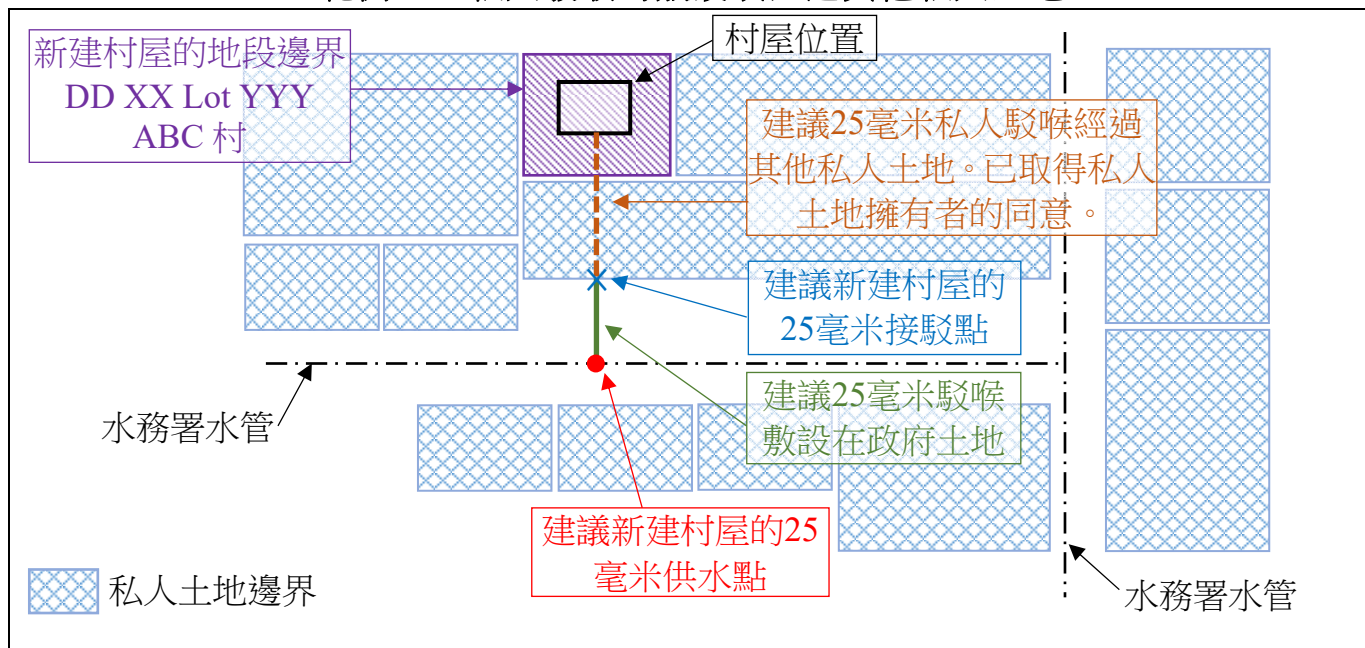 新建村屋的地段邊界
DD XX Lot YYY
ABC 村
村屋位置
建議25毫米私人駁喉經過
其他私人土地。已取得私人
土地擁有者的同意。
建議新建村屋的
25毫米接駁點
水務署水管
建議25毫米駁喉
敷設在政府土地
建議新建村屋的25
毫米供水點
私人土地邊界
水務署水管